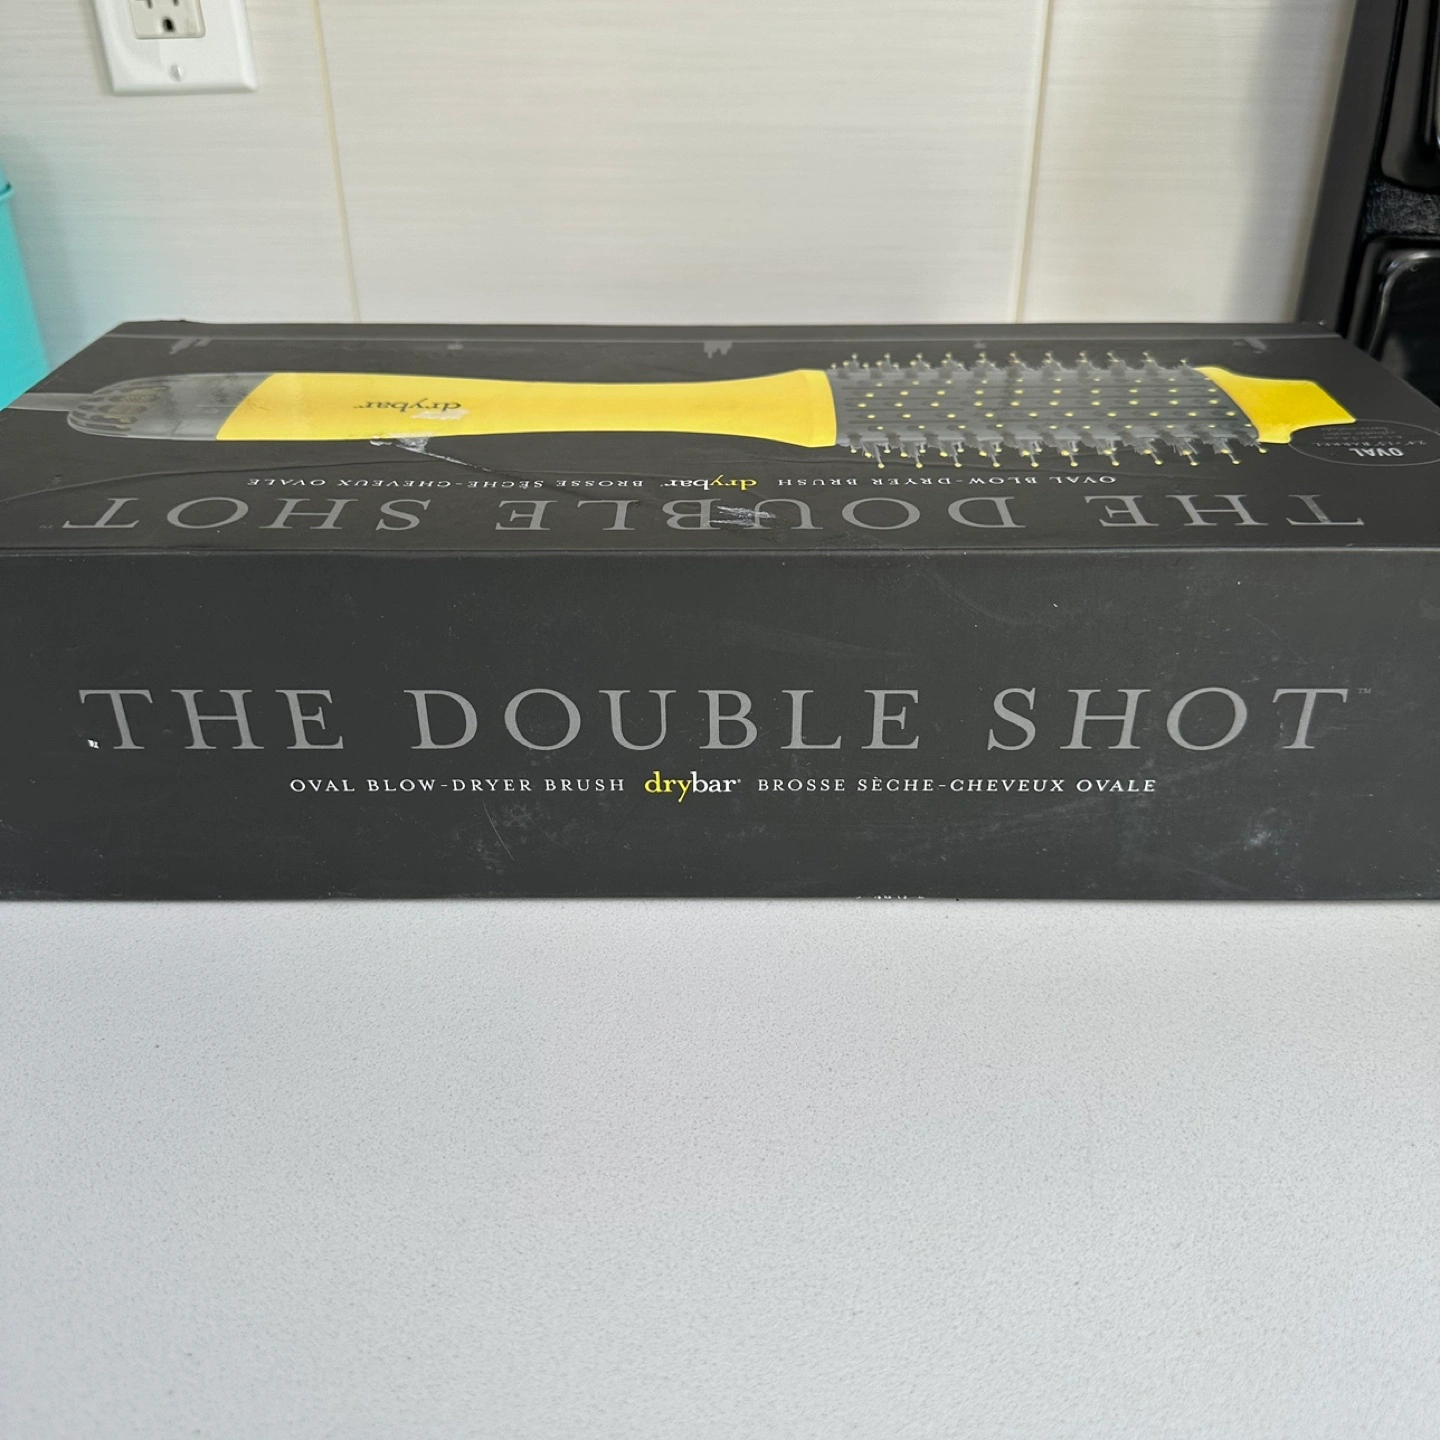 drybar
OVAL
THE DOUBLE SHOT™
OVAL BLOW-DRYER BRUSH drybar® BROSSE SÈCHE-CHEVEUX OVALE
THE DOUBLE SHOT™
OVAL BLOW-DRYER BRUSH drybar® BROSSE SÈCHE-CHEVEUX OVALE